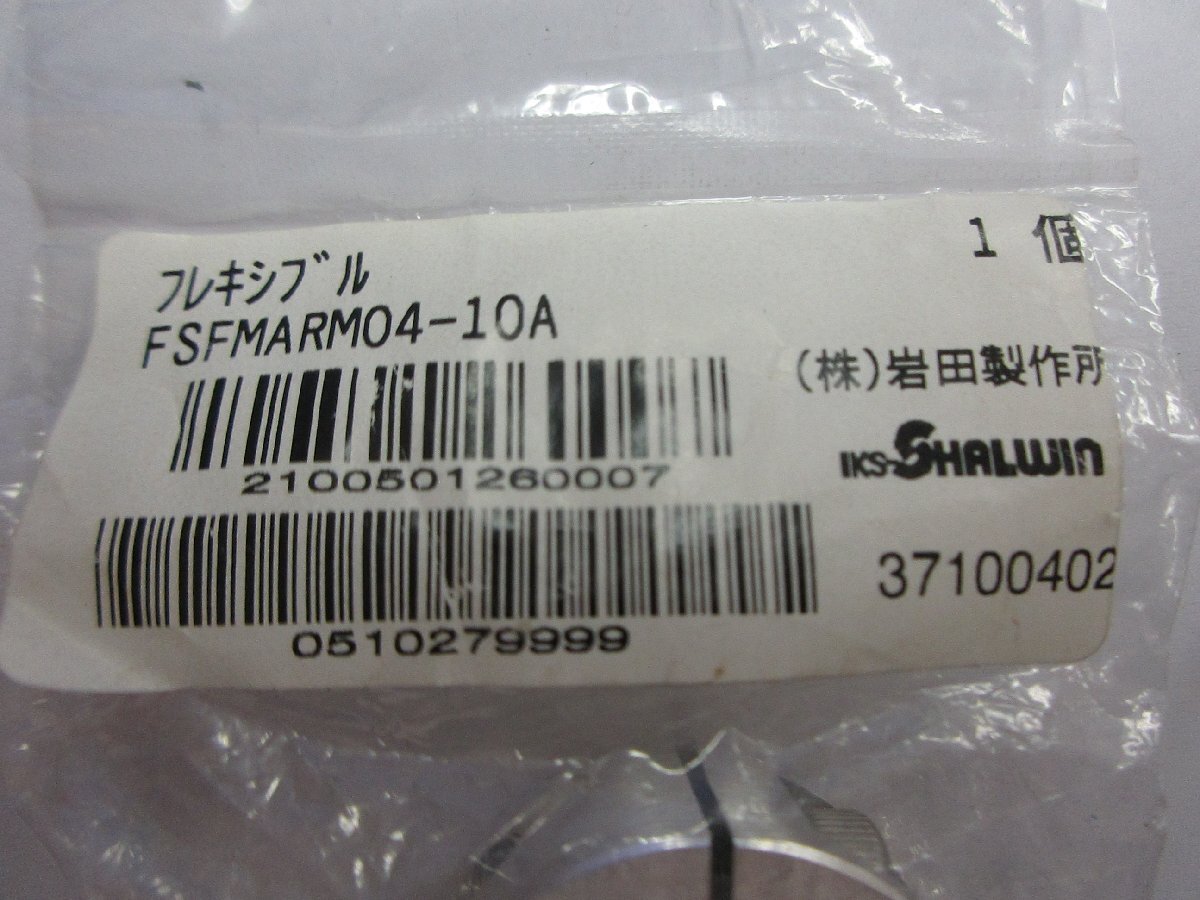 ﾌﾚｷｼﾌﾞﾙ
1 個
FSFMARM04-10A
(株)岩田製作所
2100501260007
IKS-SHALWIN
37100402
0510279999